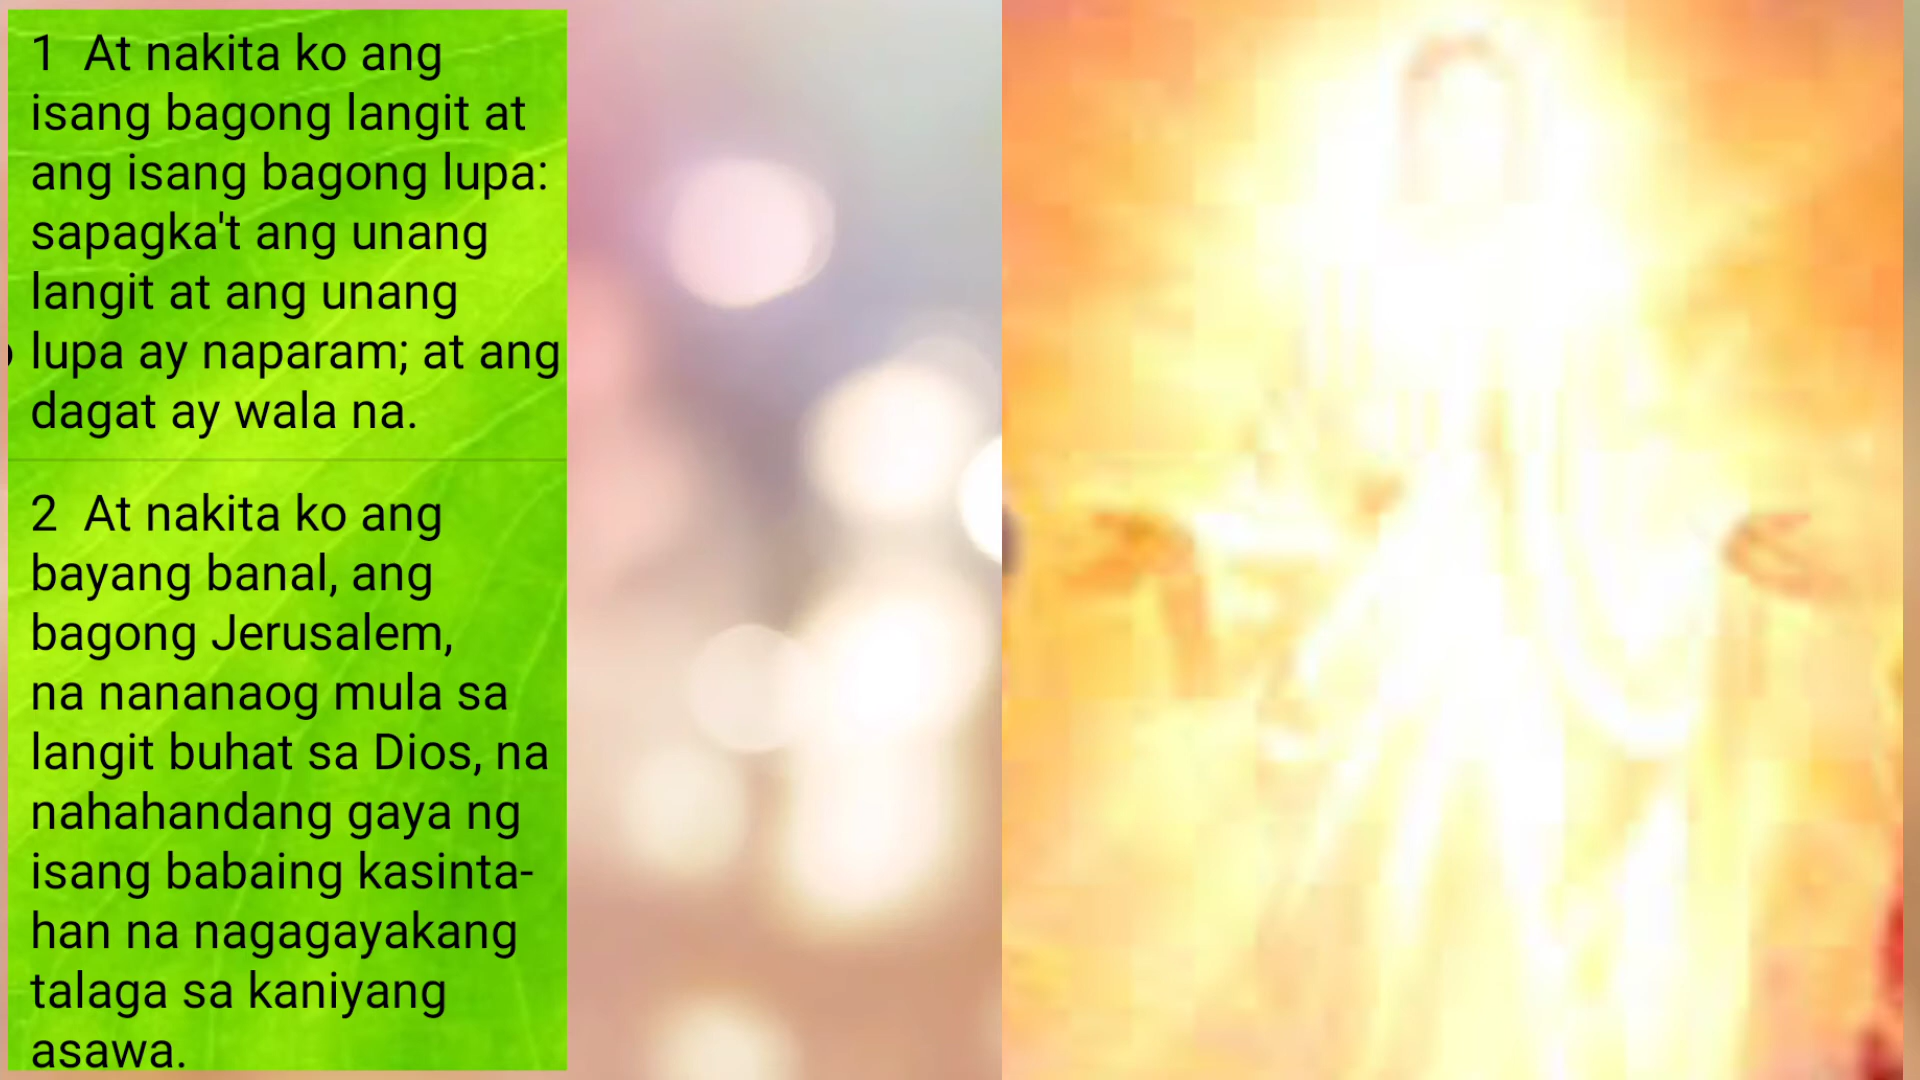 1 At nakita ko ang
isang bagong langit at
ang isang bagong lupa:
sapagka't ang unang
langit at ang unang
lupa ay naparam; at ang
dagat ay wala na.
2 At nakita ko ang
bayang banal, ang
bagong Jerusalem,
na nananaog mula sa
langit buhat sa Dios, na
nahahandang gaya ng
isang babaing kasinta-
han na nagagayakang
talaga sa kaniyang
asawa.